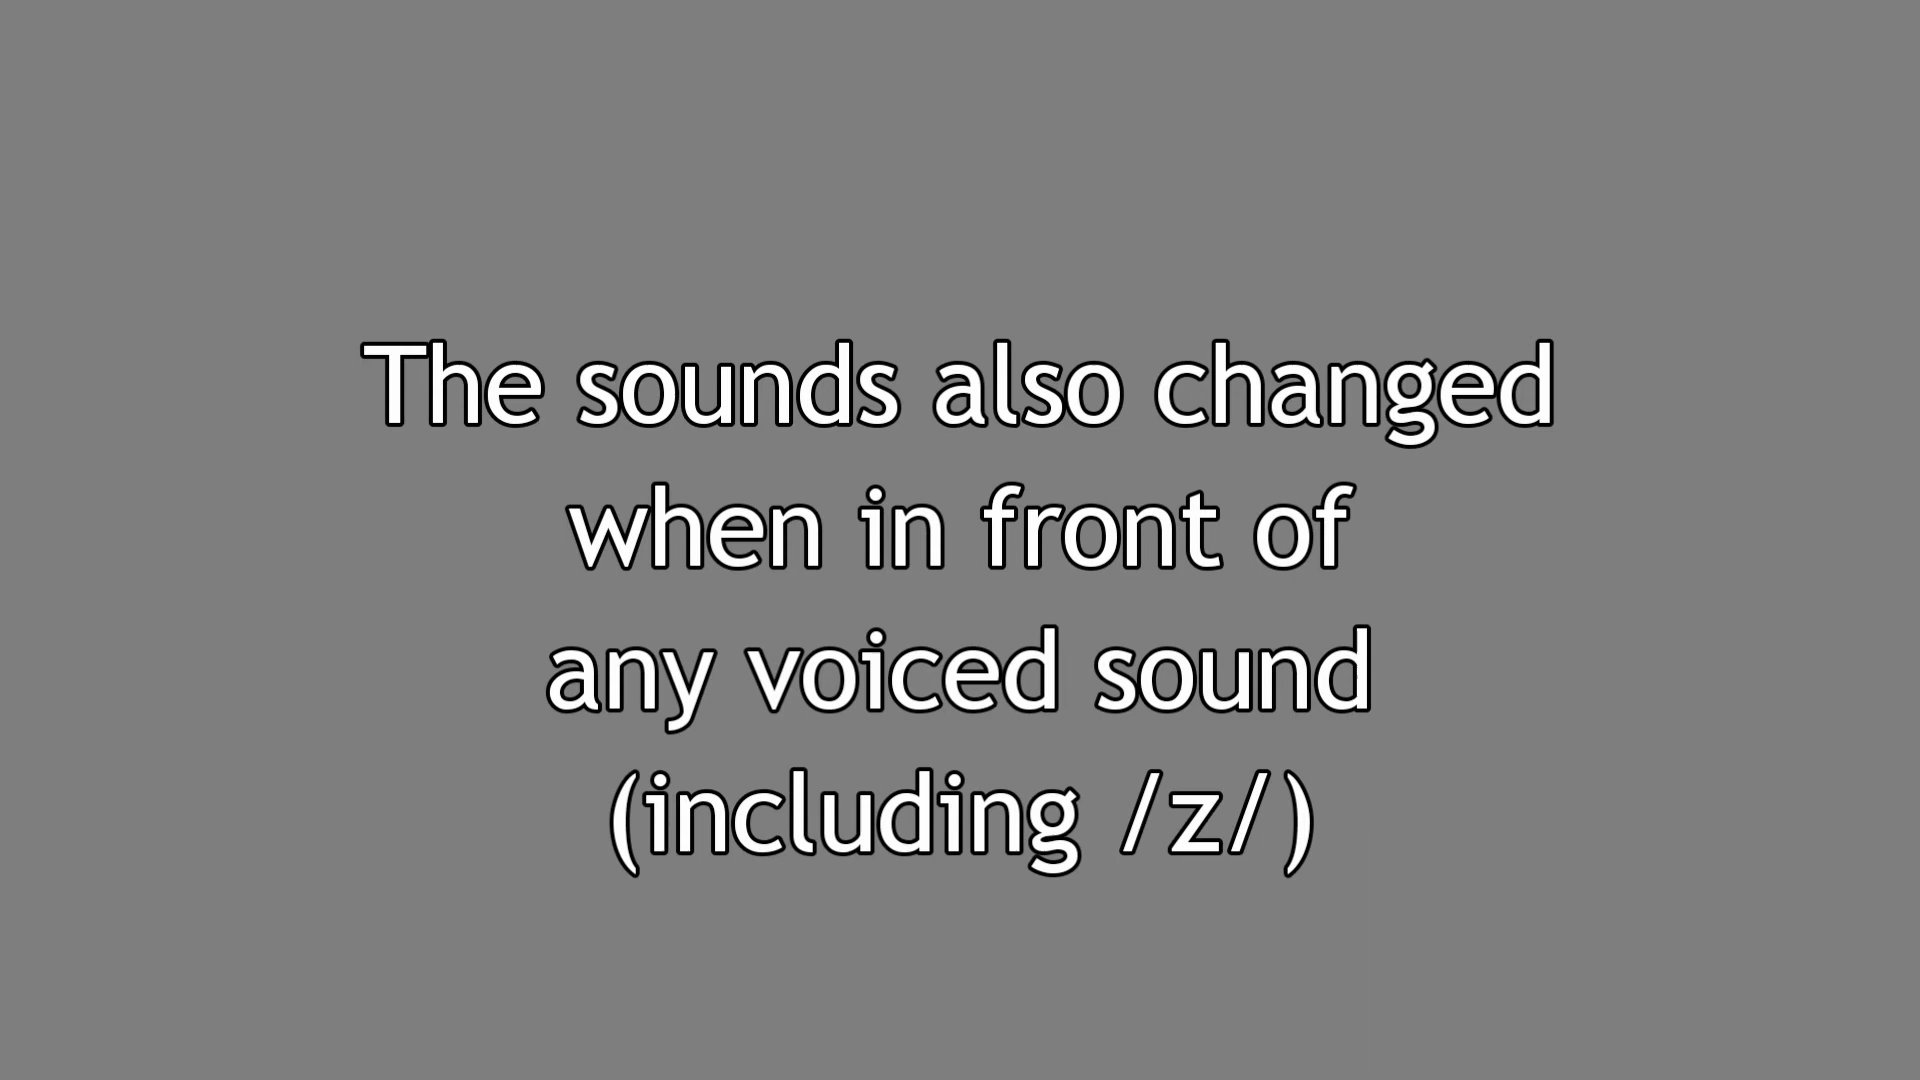 The sounds also changed
when in front of
any voiced sound
(including /z/)